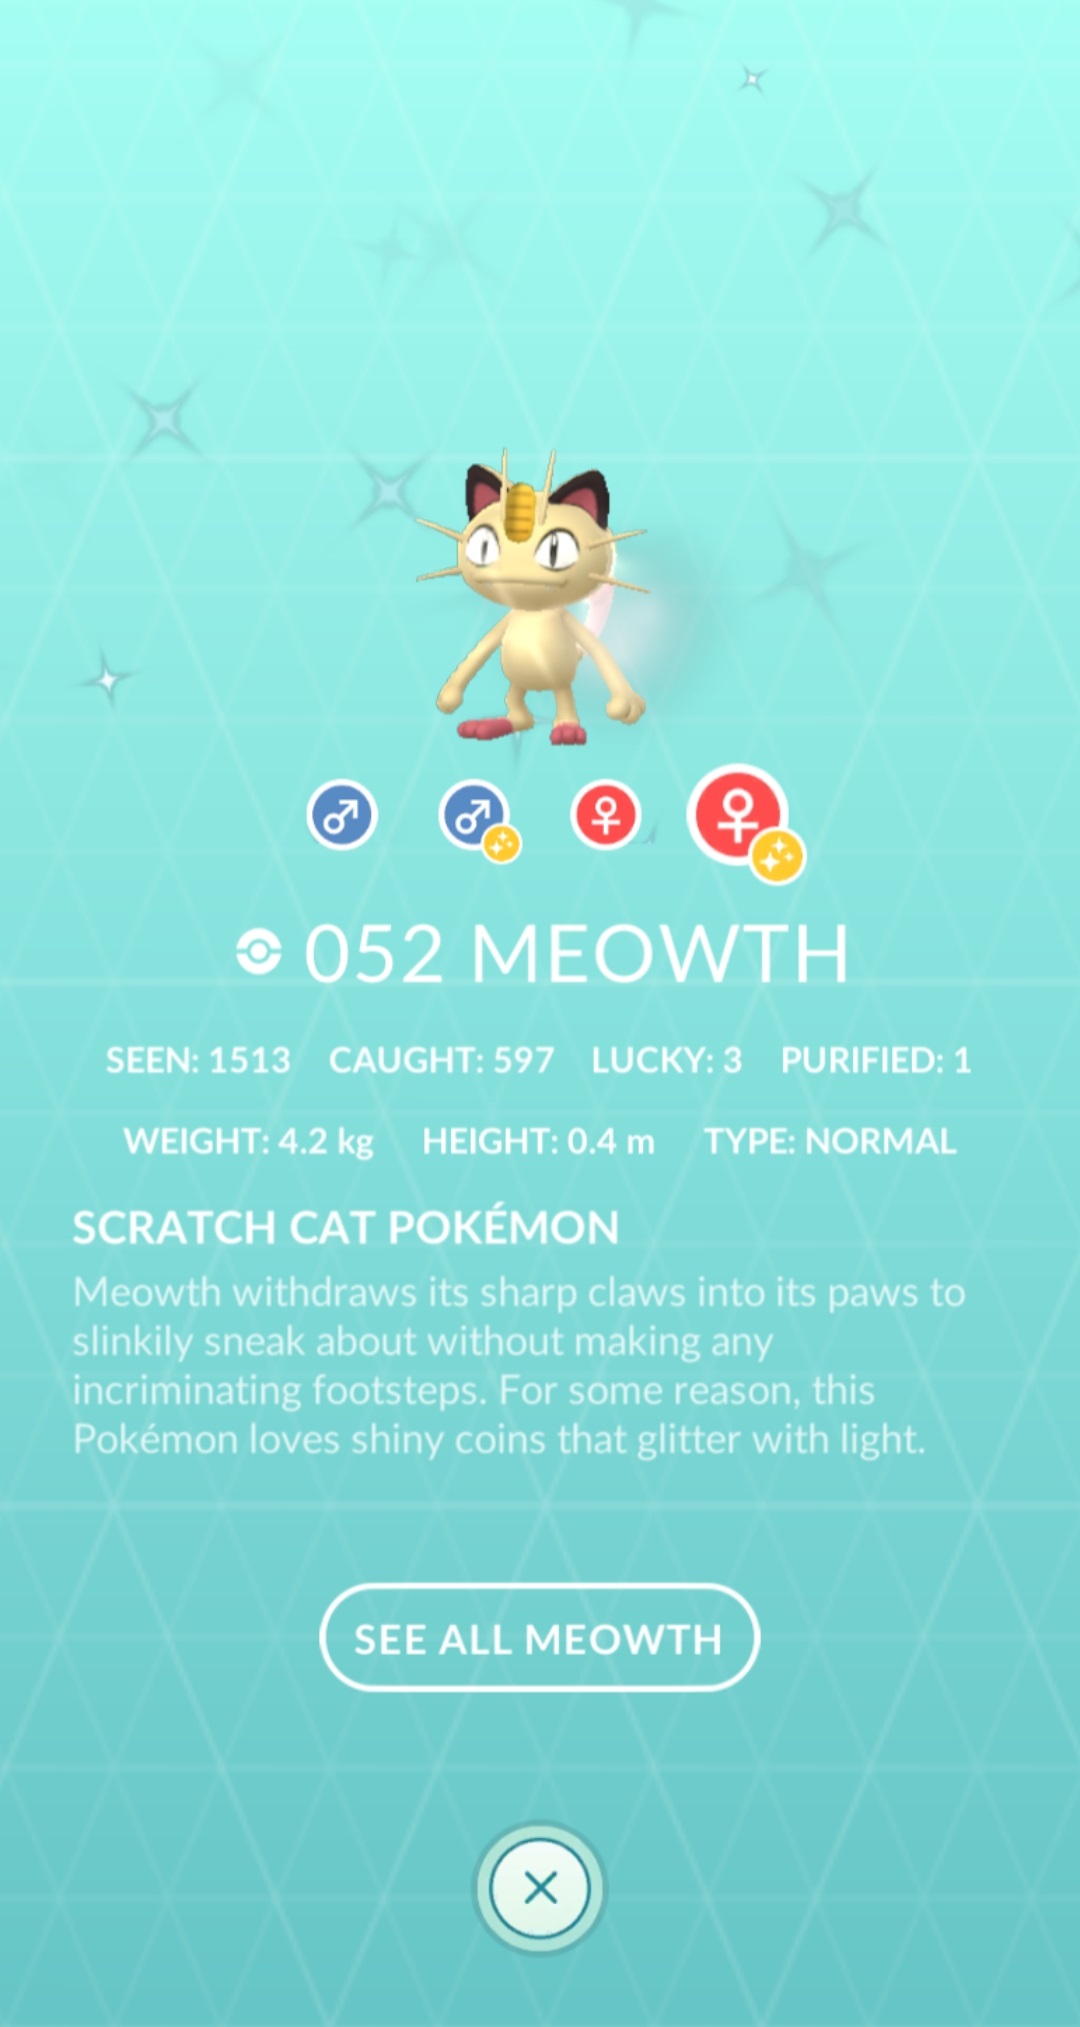 052 MEOWTH
SEEN: 1513 CAUGHT: 597 LUCKY: 3 PURIFIED: 1
WEIGHT: 4.2 kg HEIGHT: 0.4 m TYPE: NORMAL
SCRATCH CAT POKÉMON
Meowth withdraws its sharp claws into its paws to
slinkily sneak about without making any
incriminating footsteps. For some reason, this
Pokémon loves shiny coins that glitter with light.
SEE ALL MEOWTH